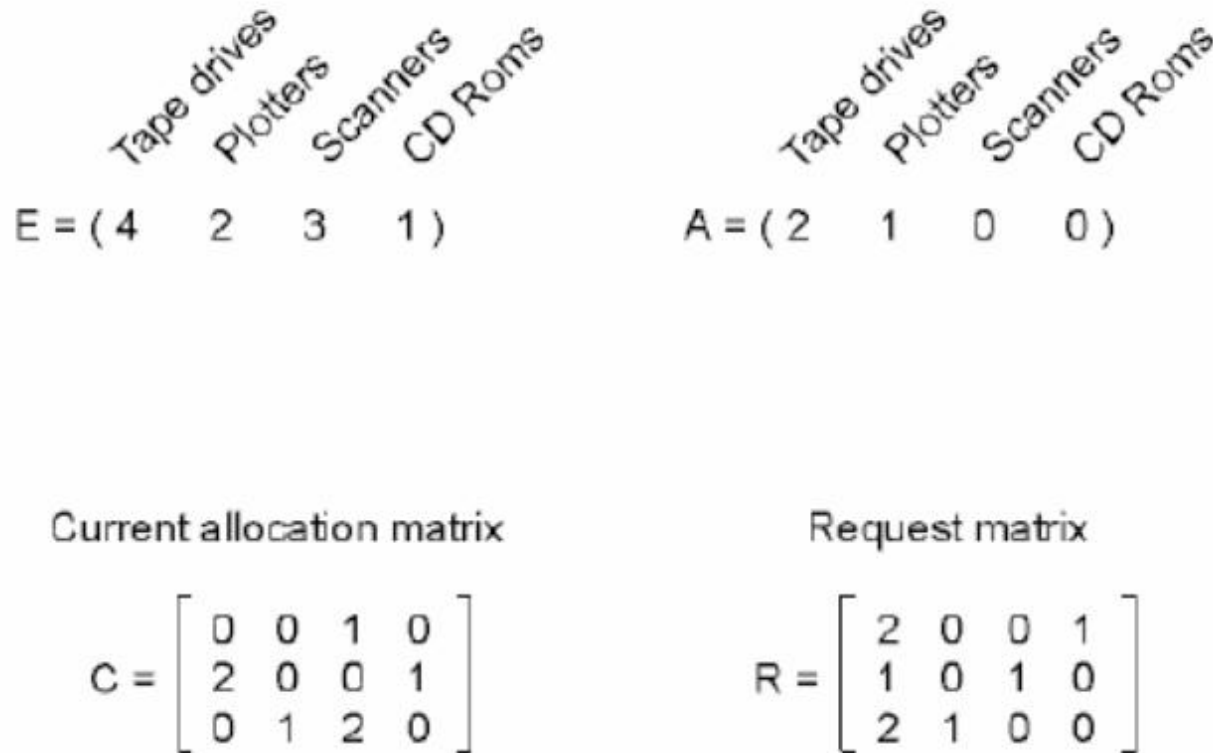 Tape drives Plotters Scanners CD Roms
E = ( 4 2 3 1 )
Tape drives Plotters Scanners CD Roms
A = ( 2 1 0 0 )
Current allocation matrix
C = [ 0 0 1 0
2 0 0 1
0 1 2 0 ]
Request matrix
R = [ 2 0 0 1
1 0 1 0
2 1 0 0 ]